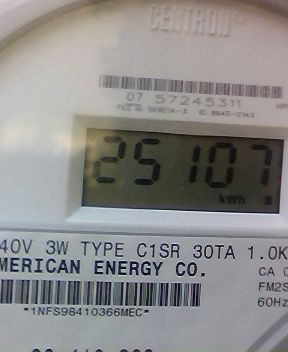 CENTRON
07 57245311
25107
kWh
40V 3W TYPE C1SR 30TA 1.0K
MERICAN ENERGY CO.
CA 0
FM2S
60Hz
*1NFS98410366MEC*